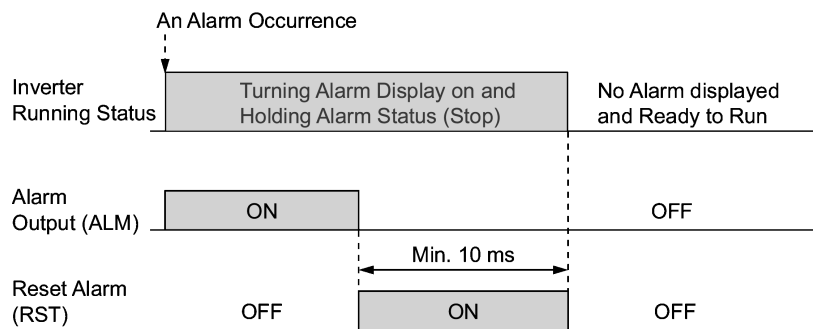 An Alarm Occurrence
Inverter
Running Status
Turning Alarm Display on and
Holding Alarm Status (Stop)
No Alarm displayed
and Ready to Run
Alarm
Output (ALM)
ON
OFF
Min. 10 ms
Reset Alarm
(RST)
OFF
ON
OFF